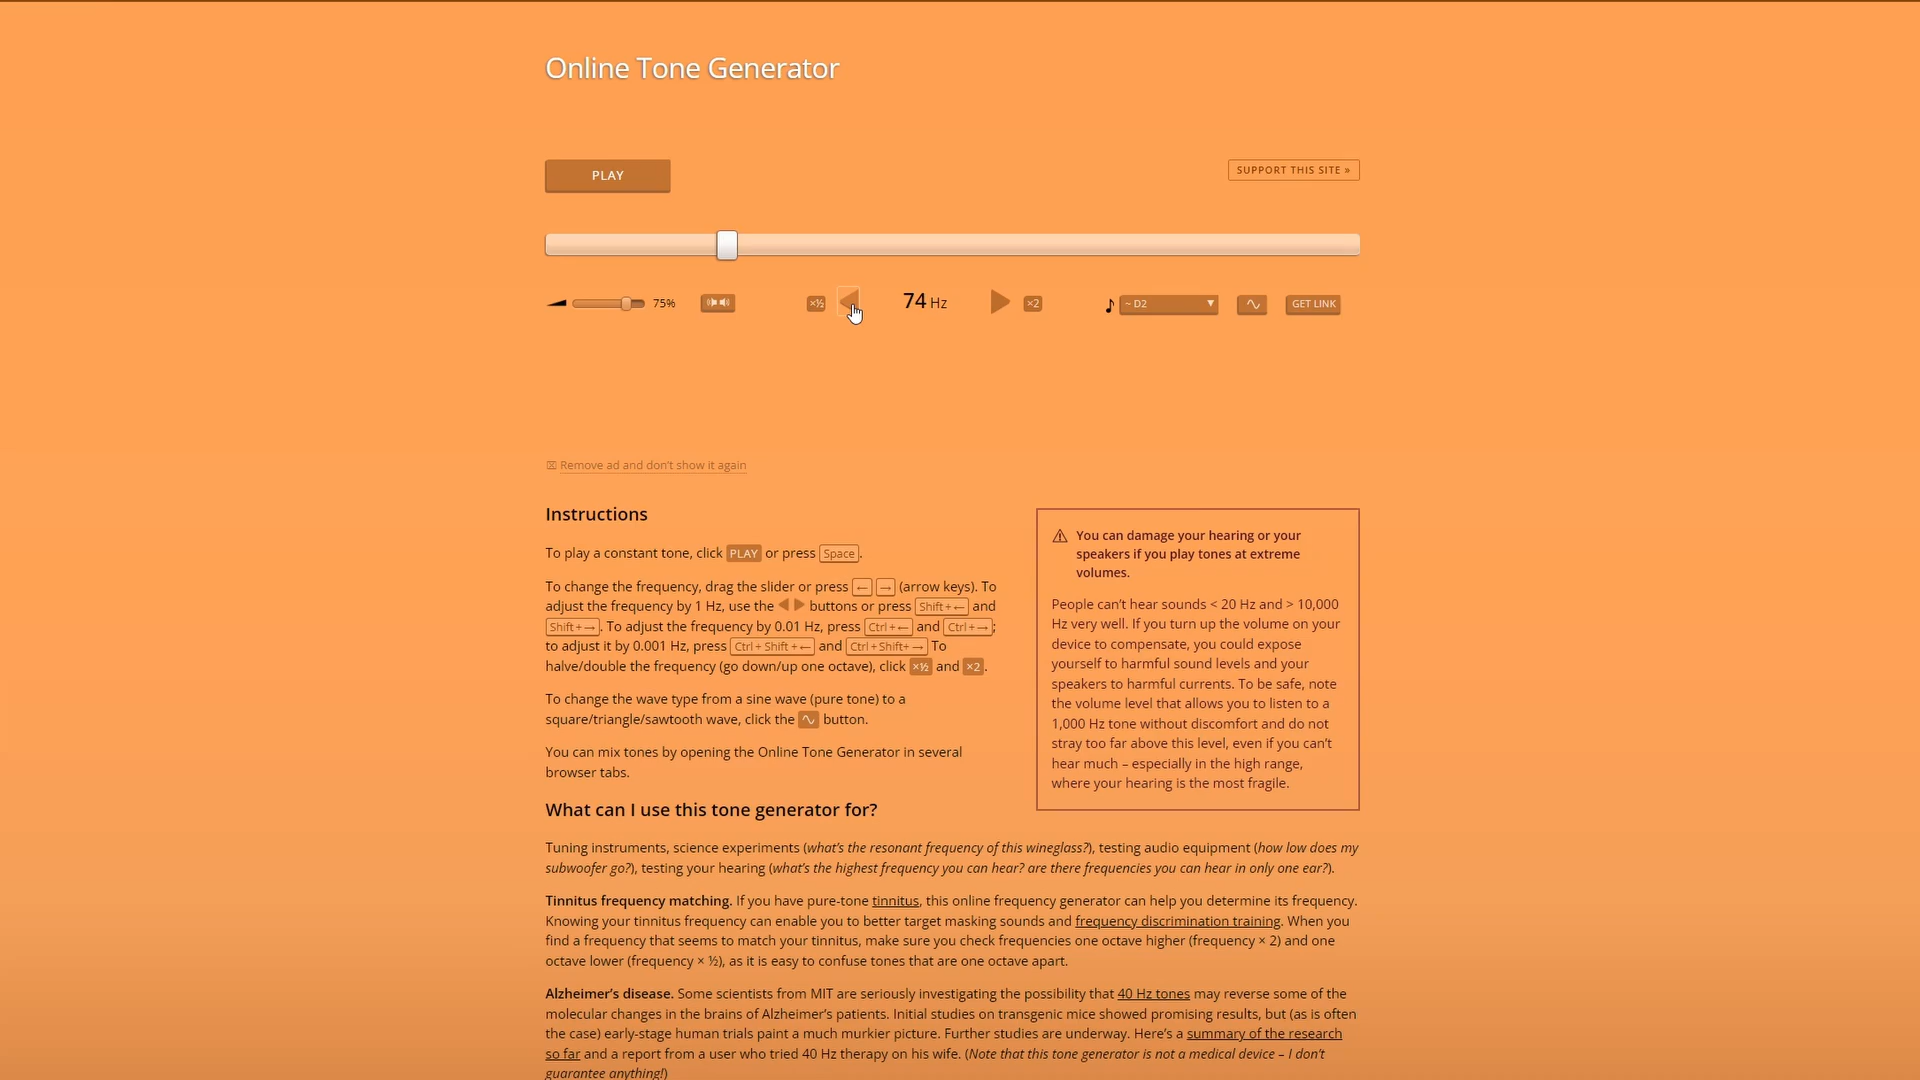 Online Tone Generator
PLAY
SUPPORT THIS SITE »
75%
×½
74 Hz
×2
~ D2
GET LINK
Remove ad and don't show it again
Instructions
To play a constant tone, click PLAY or press Space.
To change the frequency, drag the slider or press ← → (arrow keys). To
adjust the frequency by 1 Hz, use the ◀ ▶ buttons or press Shift+← and
Shift+→. To adjust the frequency by 0.01 Hz, press Ctrl+← and Ctrl+→;
to adjust it by 0.001 Hz, press Ctrl+Shift+← and Ctrl+Shift+→ To
halve/double the frequency (go down/up one octave), click ×½ and ×2.
To change the wave type from a sine wave (pure tone) to a
square/triangle/sawtooth wave, click the button.
You can mix tones by opening the Online Tone Generator in several
browser tabs.
⚠ You can damage your hearing or your
speakers if you play tones at extreme
volumes.
People can't hear sounds < 20 Hz and > 10,000
Hz very well. If you turn up the volume on your
device to compensate, you could expose
yourself to harmful sound levels and your
speakers to harmful currents. To be safe, note
the volume level that allows you to listen to a
1,000 Hz tone without discomfort and do not
stray too far above this level, even if you can't
hear much – especially in the high range,
where your hearing is the most fragile.
What can I use this tone generator for?
Tuning instruments, science experiments (what's the resonant frequency of this wineglass?), testing audio equipment (how low does my
subwoofer go?), testing your hearing (what's the highest frequency you can hear? are there frequencies you can hear in only one ear?).
Tinnitus frequency matching. If you have pure-tone tinnitus, this online frequency generator can help you determine its frequency.
Knowing your tinnitus frequency can enable you to better target masking sounds and frequency discrimination training. When you
find a frequency that seems to match your tinnitus, make sure you check frequencies one octave higher (frequency × 2) and one
octave lower (frequency × ½), as it is easy to confuse tones that are one octave apart.
Alzheimer's disease. Some scientists from MIT are seriously investigating the possibility that 40 Hz tones may reverse some of the
molecular changes in the brains of Alzheimer's patients. Initial studies on transgenic mice showed promising results, but (as is often
the case) early-stage human trials paint a much murkier picture. Further studies are underway. Here's a summary of the research
so far and a report from a user who tried 40 Hz therapy on his wife. (Note that this tone generator is not a medical device – I don't
guarantee anything!)